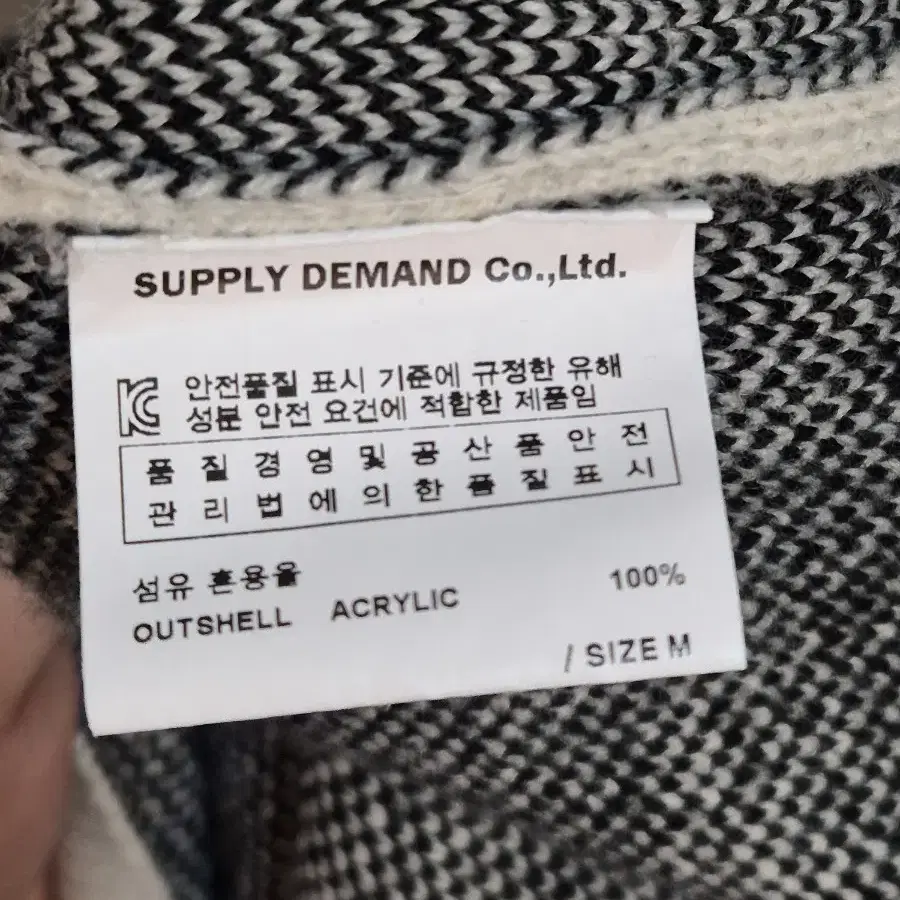 SUPPLY DEMAND Co.,Ltd.
안전품질 표시 기준에 규정한 유해
성분 안전 요건에 적합한 제품임
품 질 경 영 및 공 산 품 안 전
관 리 법 에 의 한 품 질 표 시
섬유 혼용율
OUTSHELL ACRYLIC 100%
/ SIZE M